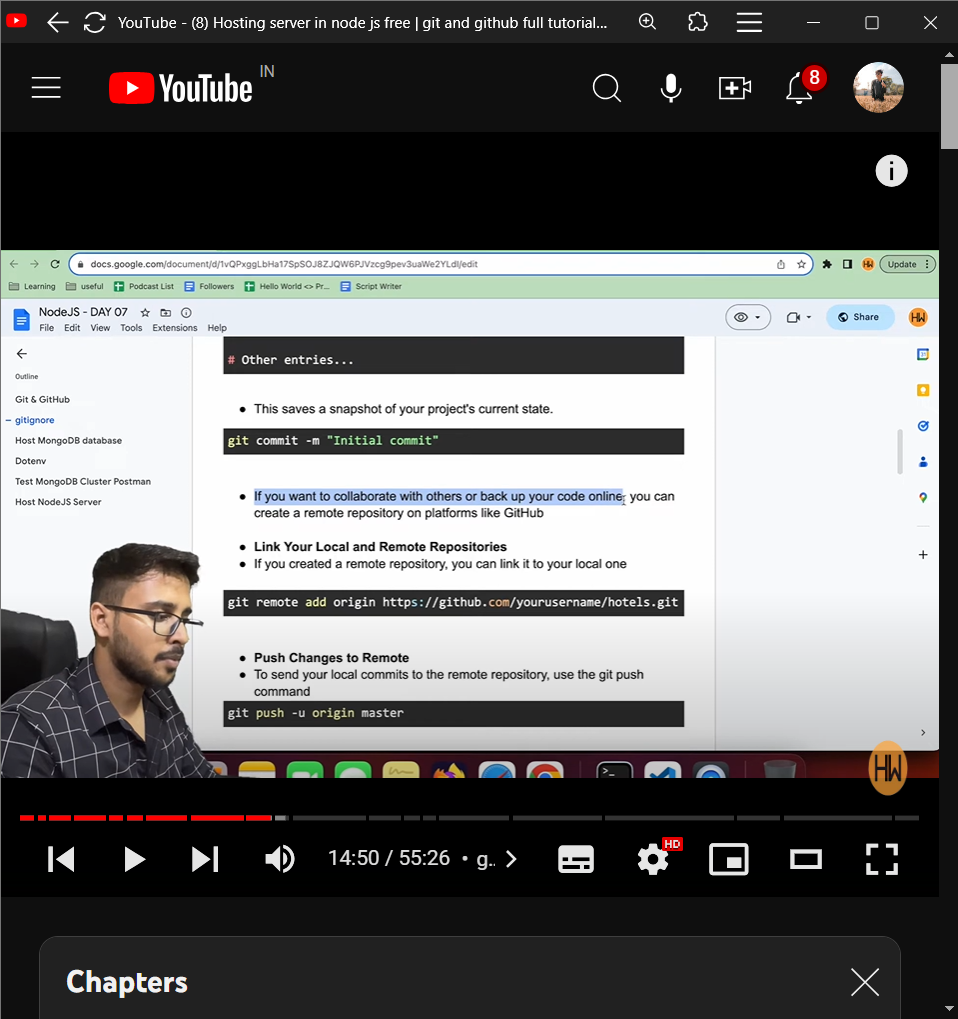 YouTube - (8) Hosting server in node js free | git and github full tutorial...
YouTube IN
8
docs.google.com/document/d/1vQPxggLbHa17SpSOJ8ZJQW6PJVzcg9pev3uaWe2YLdI/edit
HW
Update
Learning
useful
Podcast List
Followers
Hello World <> Pr...
Script Writer
NodeJS - DAY 07
File Edit View Tools Extensions Help
Share
HW
Outline
Git & GitHub
gitignore
Host MongoDB database
Dotenv
Test MongoDB Cluster Postman
Host NodeJS Server
# Other entries...
● This saves a snapshot of your project's current state.
git commit -m "Initial commit"
● If you want to collaborate with others or back up your code online, you can
create a remote repository on platforms like GitHub
● Link Your Local and Remote Repositories
● If you created a remote repository, you can link it to your local one
git remote add origin https://github.com/yourusername/hotels.git
● Push Changes to Remote
● To send your local commits to the remote repository, use the git push
command
git push -u origin master
HW
14:50 / 55:26 • g..
HD
Chapters